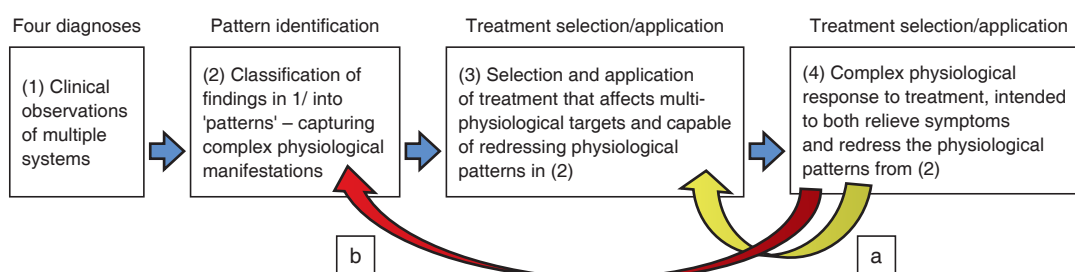 Four diagnoses
Pattern identification
Treatment selection/application
Treatment selection/application
(1) Clinical
observations
of multiple
systems
(2) Classification of
findings in 1/ into
'patterns' – capturing
complex physiological
manifestations
(3) Selection and application
of treatment that affects multi-
physiological targets and capable
of redressing physiological
patterns in (2)
(4) Complex physiological
response to treatment, intended
to both relieve symptoms
and redress the physiological
patterns from (2)
b
a